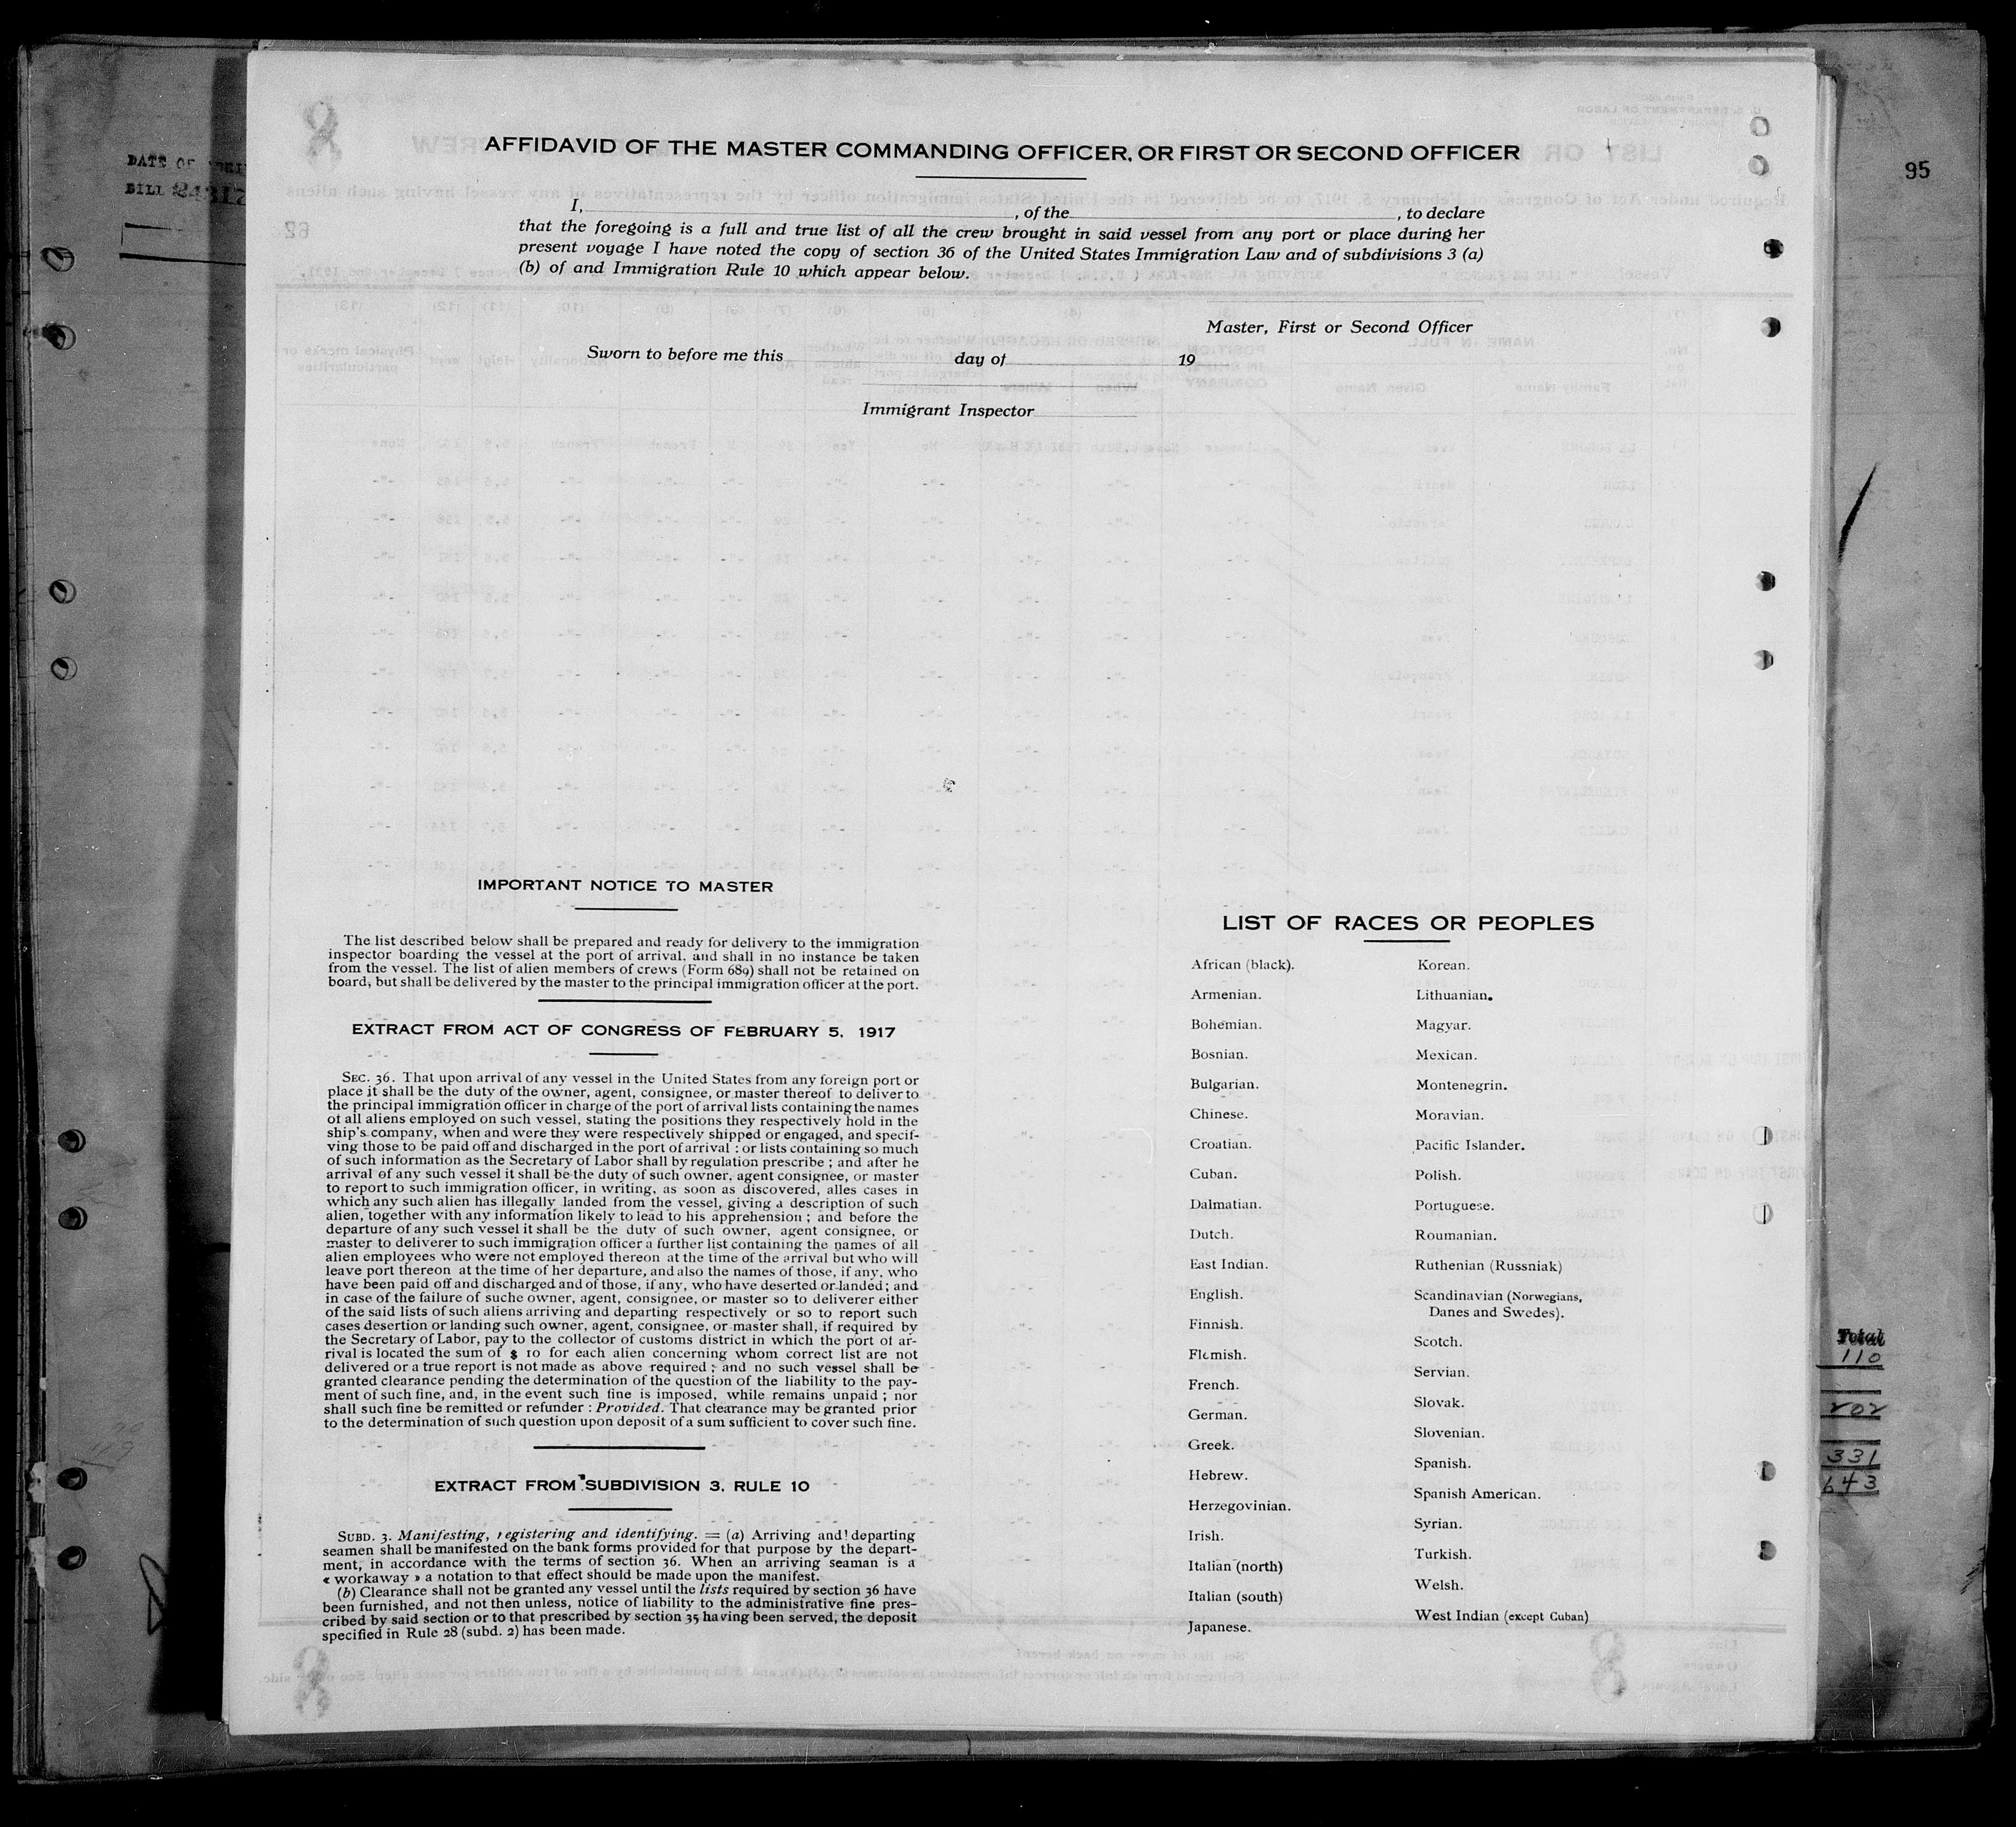 DATE OF
BILL
95
AFFIDAVID OF THE MASTER COMMANDING OFFICER, OR FIRST OR SECOND OFFICER
I, , of the , to declare
that the foregoing is a full and true list of all the crew brought in said vessel from any port or place during her
present voyage I have noted the copy of section 36 of the United States Immigration Law and of subdivisions 3 (a)
(b) of and Immigration Rule 10 which appear below.
Master, First or Second Officer
Sworn to before me this day of 19
Immigrant Inspector
IMPORTANT NOTICE TO MASTER
The list described below shall be prepared and ready for delivery to the immigration
inspector boarding the vessel at the port of arrival, and shall in no instance be taken
from the vessel. The list of alien members of crews (Form 689) shall not be retained on
board, but shall be delivered by the master to the principal immigration officer at the port.
EXTRACT FROM ACT OF CONGRESS OF FEBRUARY 5, 1917
SEC. 36. That upon arrival of any vessel in the United States from any foreign port or
place it shall be the duty of the owner, agent, consignee, or master thereof to deliver to
the principal immigration officer in charge of the port of arrival lists containing the names
ot all aliens employed on such vessel, stating the positions they respectively hold in the
ship's company, when and were they were respectively shipped or engaged, and specif-
ving those to be paid off and discharged in the port of arrival : or lists containing so much
of such information as the Secretary of Labor shall by regulation prescribe ; and after he
arrival of any such vessel it shall be the duty of such owner, agent consignee, or master
to report to such immigration officer, in writing, as soon as discovered, alles cases in
which any such alien has illegally landed from the vessel, giving a description of such
alien, together with any information likely to lead to his apprehension ; and before the
departure of any such vessel it shall be the duty of such owner, agent consignee, or
master to deliverer to such immigration officer a further list containing the names of all
alien employees who were not employed thereon at the time of the arrival but who will
leave port thereon at the time of her departure, and also the names of those, if any, who
have been paid off and discharged and of those, if any, who have deserted or landed ; and
in case of the failure of suche owner, agent, consignee, or master so to deliverer either
of the said lists of such aliens arriving and departing respectively or so to report such
cases desertion or landing such owner, agent, consignee, or master shall, if required by
the Secretary of Labor, pay to the collector of customs district in which the port ot ar-
rival is located the sum of $ 10 for each alien concerning whom correct list are not
delivered or a true report is not made as above required ; and no such vessel shall be
granted clearance pending the determination of the question of the liability to the pay-
ment of such fine, and, in the event such fine is imposed, while remains unpaid ; nor
shall such fine be remitted or refunder : Provided. That clearance may be granted prior
to the determination of such question upon deposit of a sum sufficient to cover such fine.
EXTRACT FROM SUBDIVISION 3, RULE 10
SUBD. 3. Manifesting, registering and identifying. = (a) Arriving and departing
seamen shall be manifested on the bank forms provided for that purpose by the depart-
ment, in accordance with the terms of section 36. When an arriving seaman is a
« workaway » a notation to that effect should be made upon the manifest.
(b) Clearance shall not be granted any vessel until the lists required by section 36 have
been furnished, and not then unless, notice of liability to the administrative fine pres-
cribed by said section or to that prescribed by section 35 having been served, the deposit
specified in Rule 28 (subd. 2) has been made.
LIST OF RACES OR PEOPLES
African (black).
Armenian.
Bohemian.
Bosnian.
Bulgarian.
Chinese.
Croatian.
Cuban.
Dalmatian.
Dutch.
East Indian.
English.
Finnish.
Flemish.
French.
German.
Greek.
Hebrew.
Herzegovinian.
Irish.
Italian (north)
Italian (south)
Japanese.
Korean.
Lithuanian.
Magyar.
Mexican.
Montenegrin.
Moravian.
Pacific Islander.
Polish.
Portuguese.
Roumanian.
Ruthenian (Russniak)
Scandinavian (Norwegians,
Danes and Swedes).
Scotch.
Servian.
Slovak.
Slovenian.
Spanish.
Spanish American.
Syrian.
Turkish.
Welsh.
West Indian (except Cuban)
Total
110
202
331
643